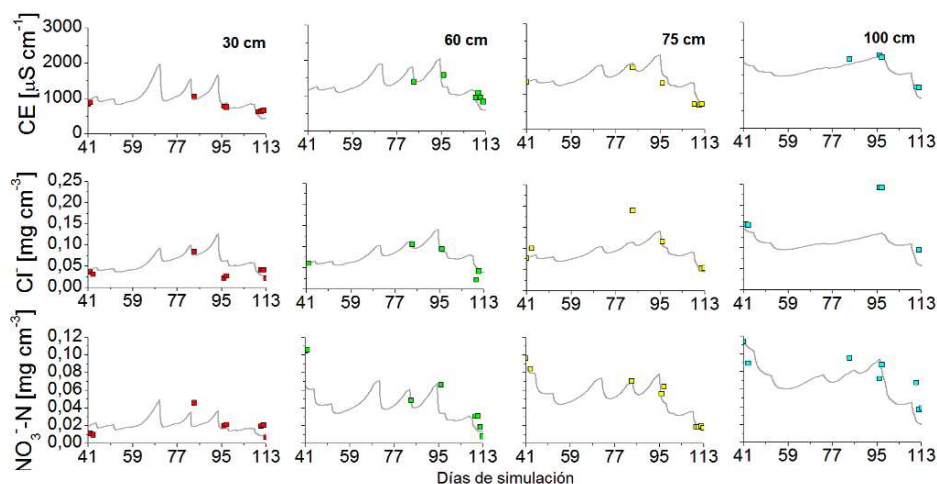 30 cm
60 cm
75 cm
100 cm
CE [µS cm⁻¹]
3000
2000
1000
0
41 59 77 95 113
41 59 77 95 113
41 59 77 95 113
41 59 77 95 113
Cl⁻ [mg cm⁻³]
0,25
0,20
0,15
0,10
0,05
0,00
41 59 77 95 113
41 59 77 95 113
41 59 77 95 113
41 59 77 95 113
NO₃⁻-N [mg cm⁻³]
0,12
0,10
0,08
0,06
0,04
0,02
0,00
41 59 77 95 113
41 59 77 95 113
41 59 77 95 113
41 59 77 95 113
Días de simulación